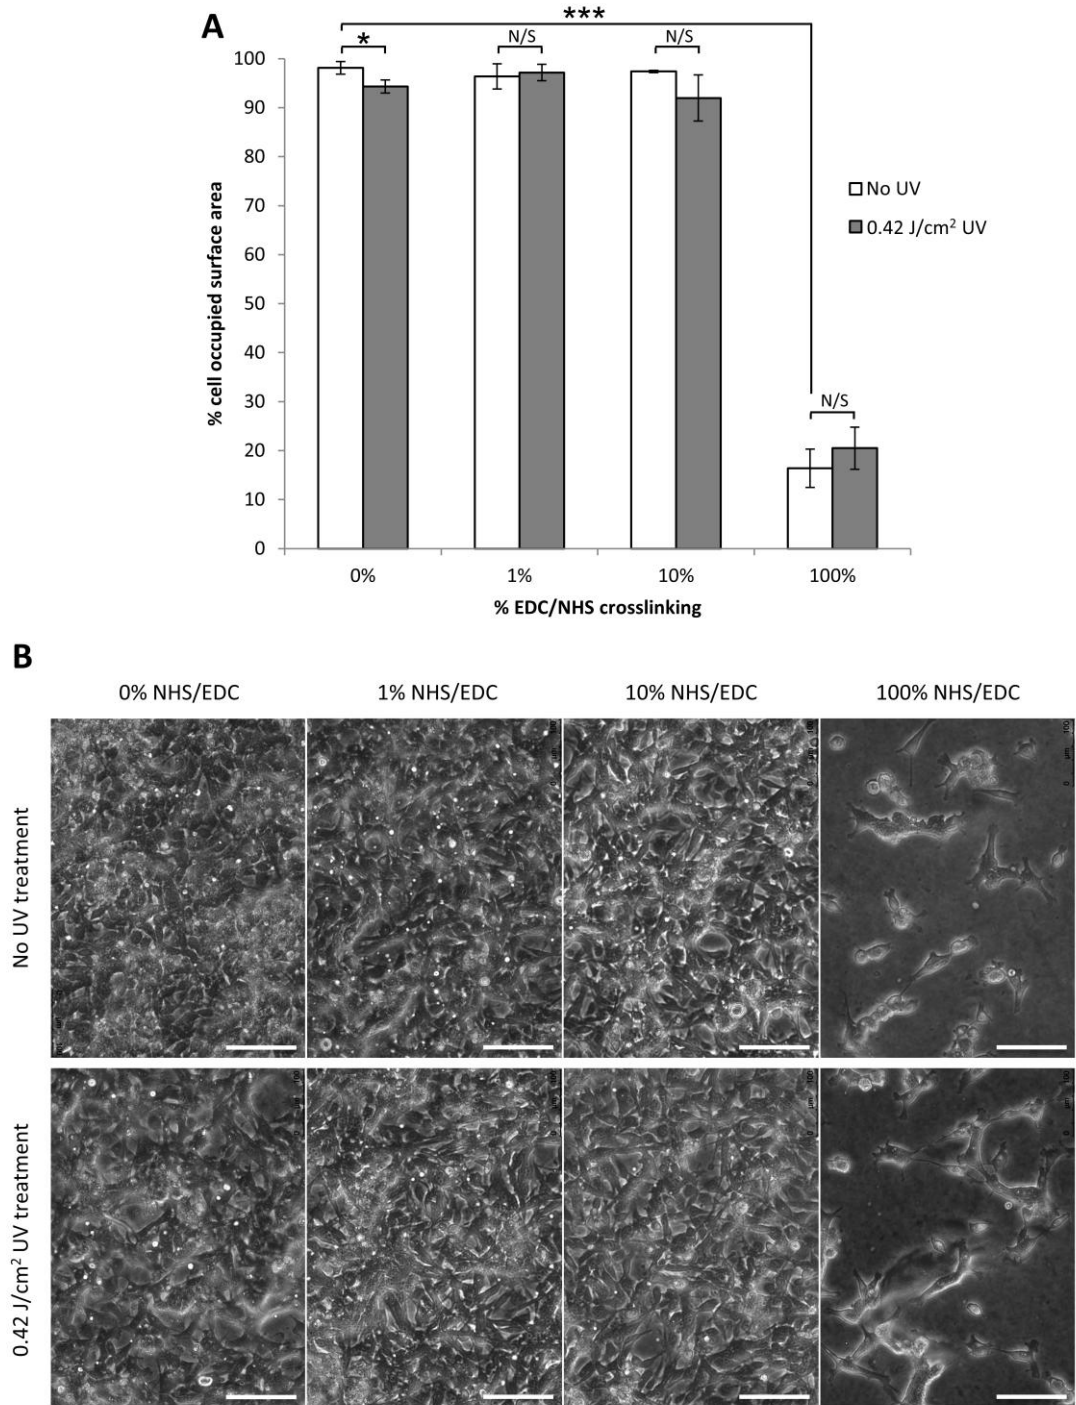 A
***
*
N/S
N/S
100
90
80
70
60
50
40
30
20
10
0
N/S
% cell occupied surface area
No UV
0.42 J/cm² UV
0%
1%
10%
100%
% EDC/NHS crosslinking
B
0% NHS/EDC
1% NHS/EDC
10% NHS/EDC
100% NHS/EDC
No UV treatment
0.42 J/cm² UV treatment